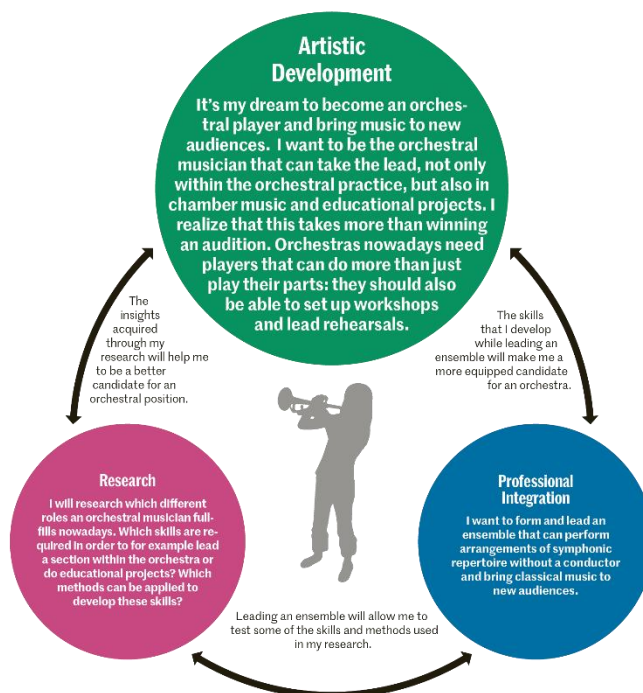 Artistic
Development
It's my dream to become an orches-
tral player and bring music to new
audiences. I want to be the orchestral
musician that can take the lead, not only
within the orchestral practice, but also in
chamber music and educational projects. I
realize that this takes more than winning
an audition. Orchestras nowadays need
players that can do more than just
play their parts: they should also
be able to set up workshops
and lead rehearsals.
The
insights
acquired
through my
research will help me
to be a better
candidate for an
orchestral position.
The skills
that I develop
while leading an
ensemble will make me a
more equipped candidate
for an orchestra.
Research
I will research which different
roles an orchestral musician full-
fills nowadays. Which skills are re-
quired in order to for example lead
a section within the orchestra or
do educational projects? Which
methods can be applied to
develop these skills?
Professional
Integration
I want to form and lead an
ensemble that can perform
arrangements of symphonic
repertoire without a conductor
and bring classical music to
new audiences.
Leading an ensemble will allow me to
test some of the skills and methods used
in my research.